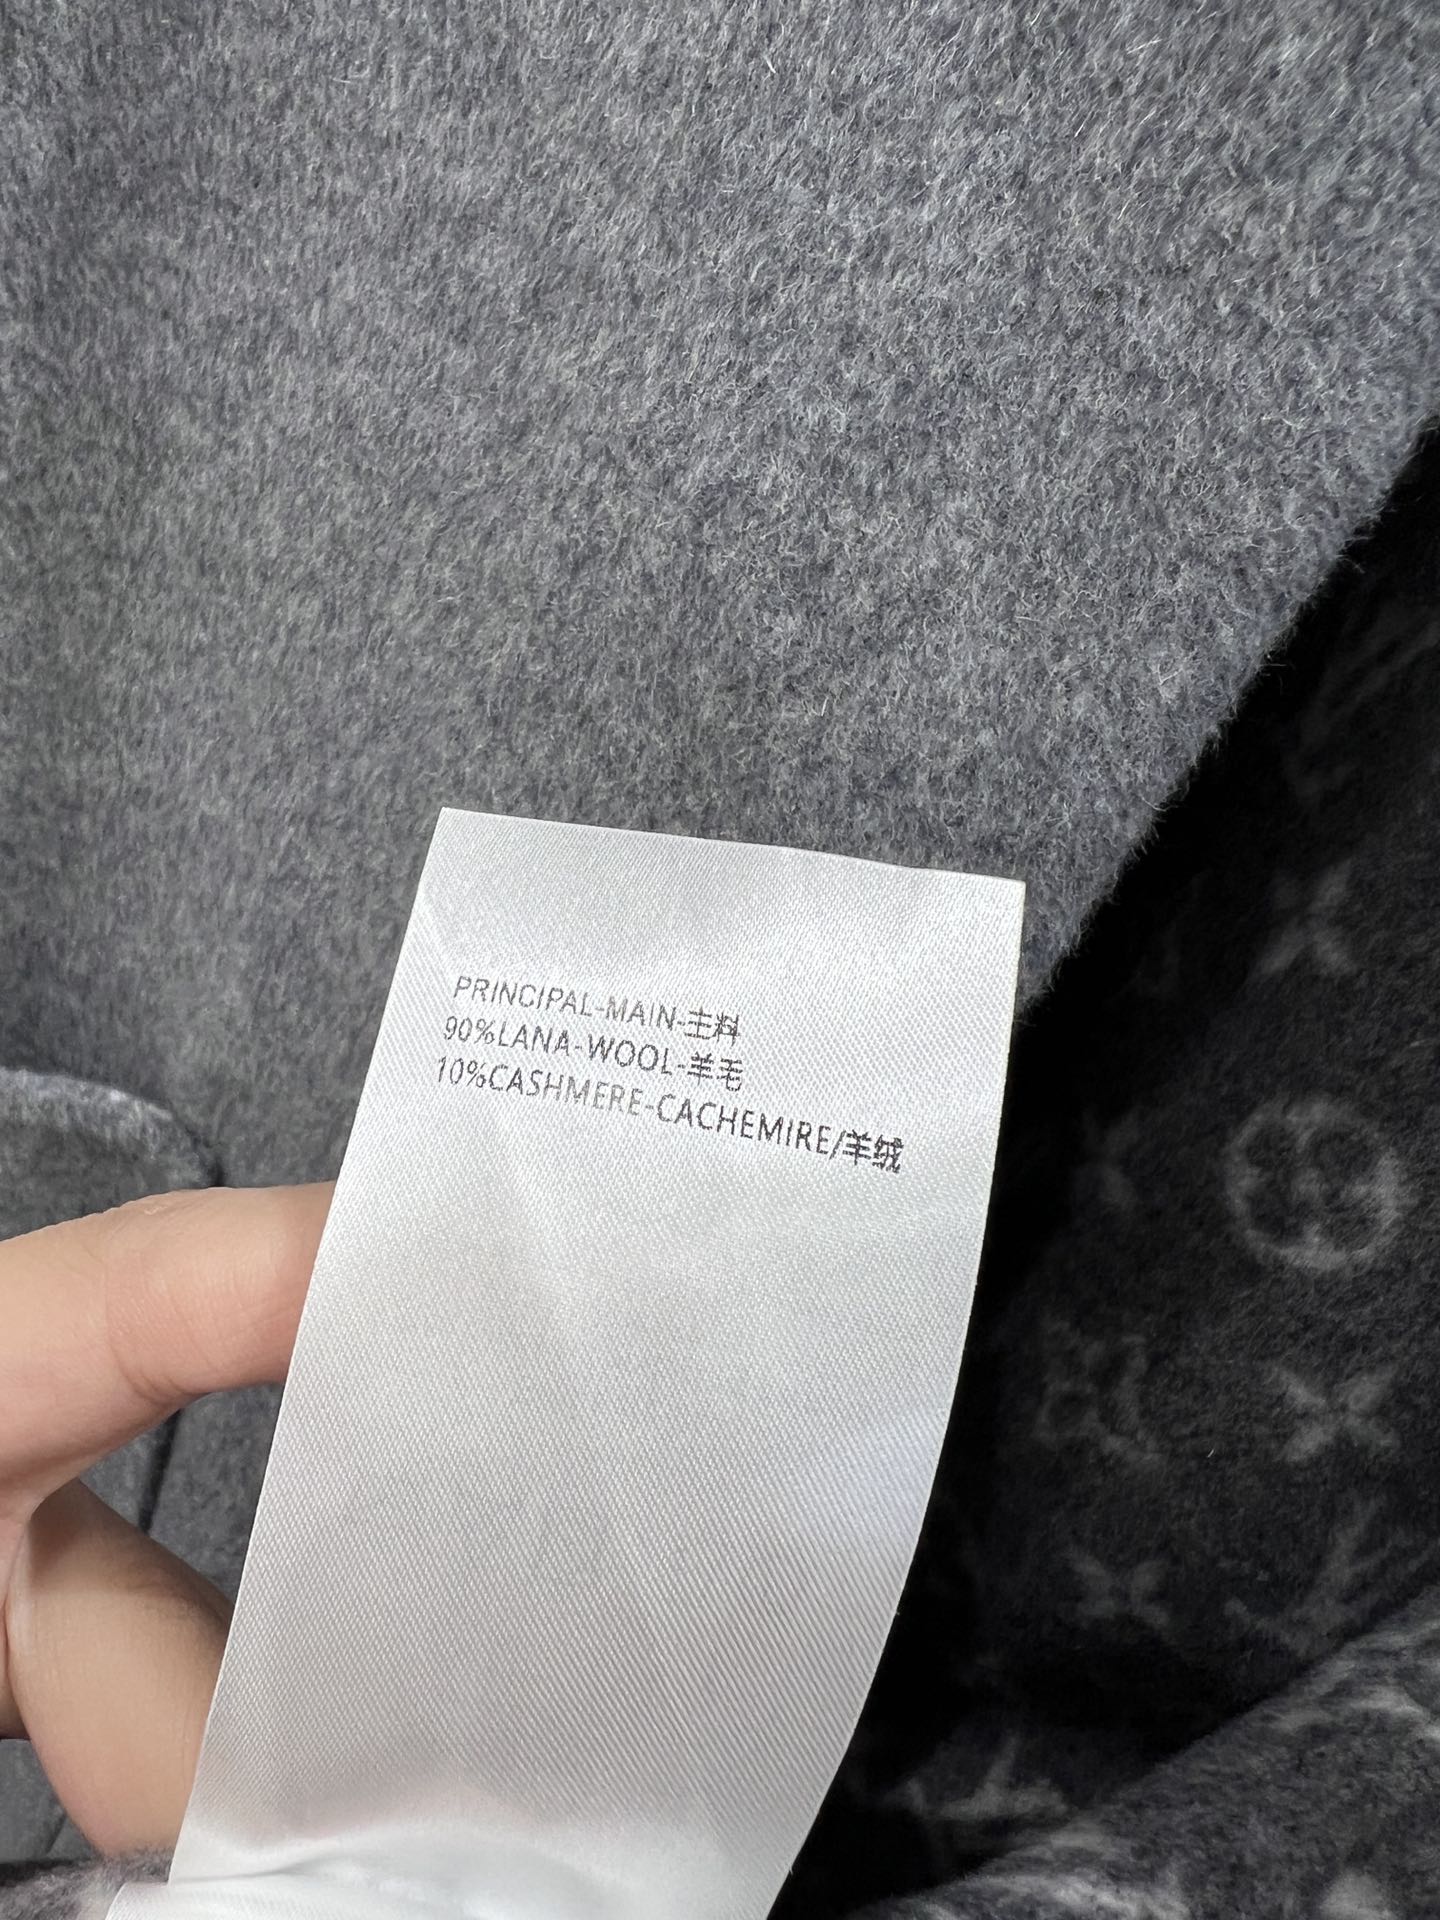 PRINCIPAL-MAIN-主料
90%LANA-WOOL-羊毛
10%CASHMERE-CACHEMIRE/羊绒